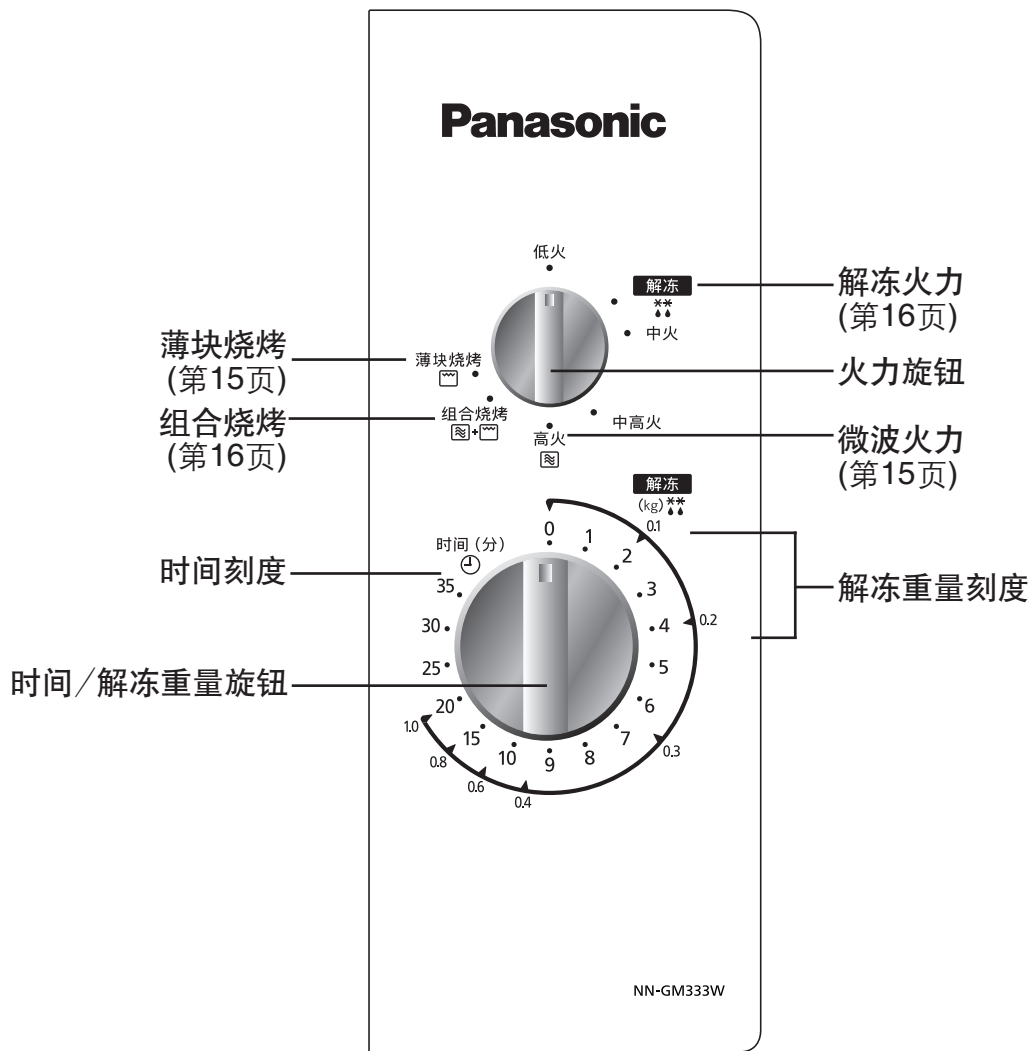 Panasonic
低火
解冻
中火
中高火
高火
组合烧烤
薄块烧烤
薄块烧烤
(第15页)
组合烧烤
(第16页)
时间刻度
时间/解冻重量旋钮
解冻火力
(第16页)
火力旋钮
微波火力
(第15页)
解冻重量刻度
解冻
(kg)
时间(分)
0
1
2
3
4
5
6
7
8
9
10
15
20
25
30
35
0.1
0.2
0.3
0.4
0.6
0.8
1.0
NN-GM333W